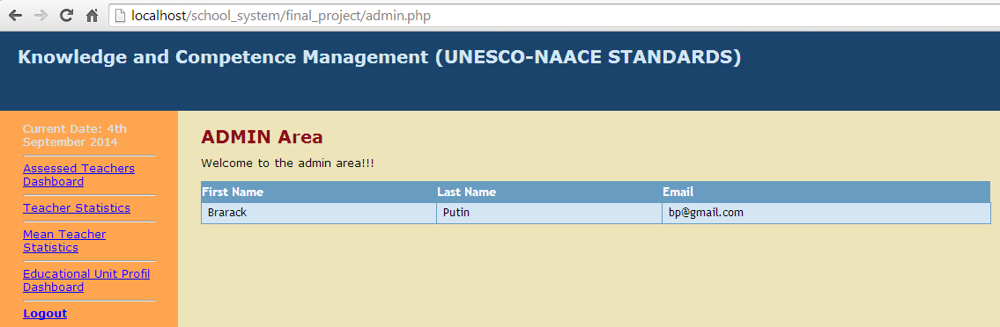 localhost/school_system/final_project/admin.php
Knowledge and Competence Management (UNESCO-NAACE STANDARDS)
Current Date: 4th
September 2014
Assessed Teachers
Dashboard
Teacher Statistics
Mean Teacher
Statistics
Educational Unit Profil
Dashboard
Logout
ADMIN Area
Welcome to the admin area!!!
First Name Last Name Email
Brarack Putin bp@gmail.com